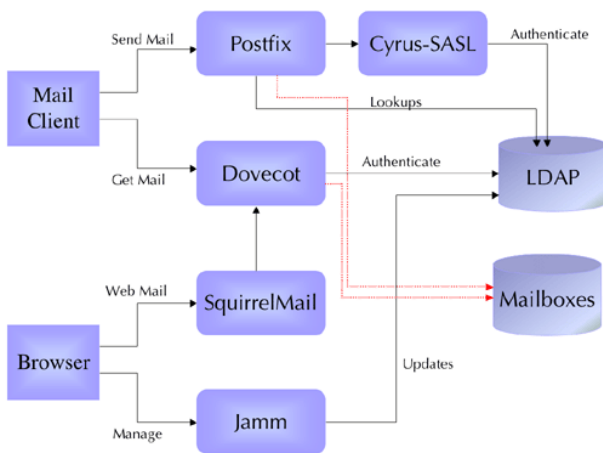 Send Mail
Postfix
Cyrus-SASL
Authenticate
Mail
Client
Lookups
Get Mail
Dovecot
Authenticate
LDAP
Web Mail
SquirrelMail
Mailboxes
Browser
Updates
Manage
Jamm